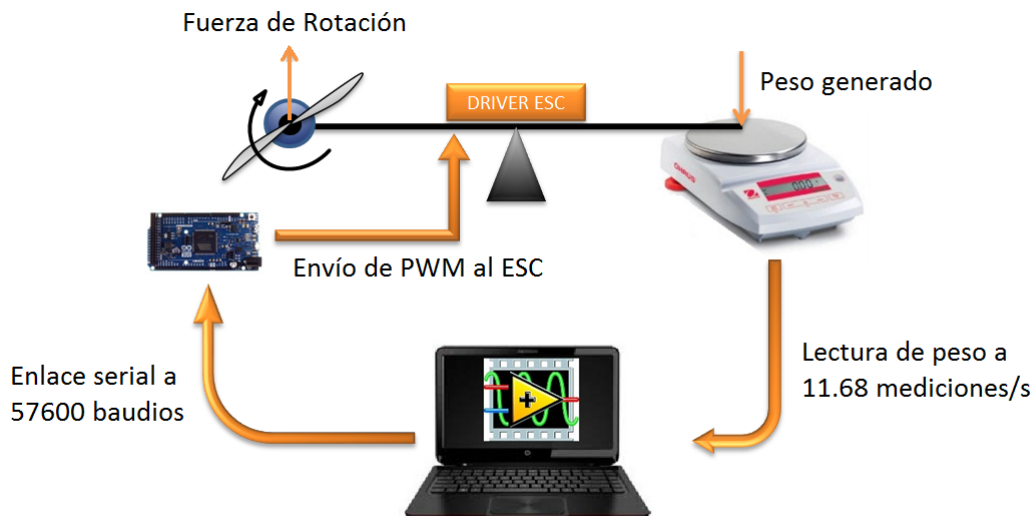 Fuerza de Rotación
DRIVER ESC
Peso generado
OHAUS
Envío de PWM al ESC
Enlace serial a
57600 baudios
Lectura de peso a
11.68 mediciones/s